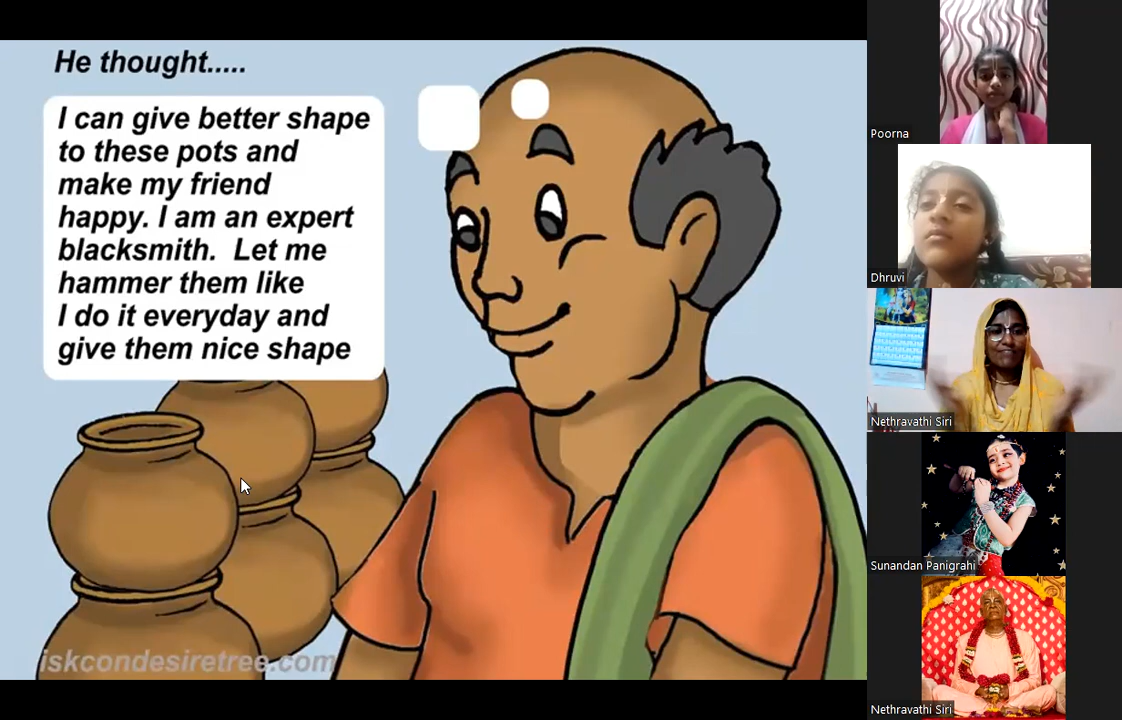 He thought.....
I can give better shape
to these pots and
make my friend
happy. I am an expert
blacksmith. Let me
hammer them like
I do it everyday and
give them nice shape
iskcondesiretree.com
Poorna
Dhruvi
Nethravathi Siri
Sunandan Panigrahi
Nethravathi Siri